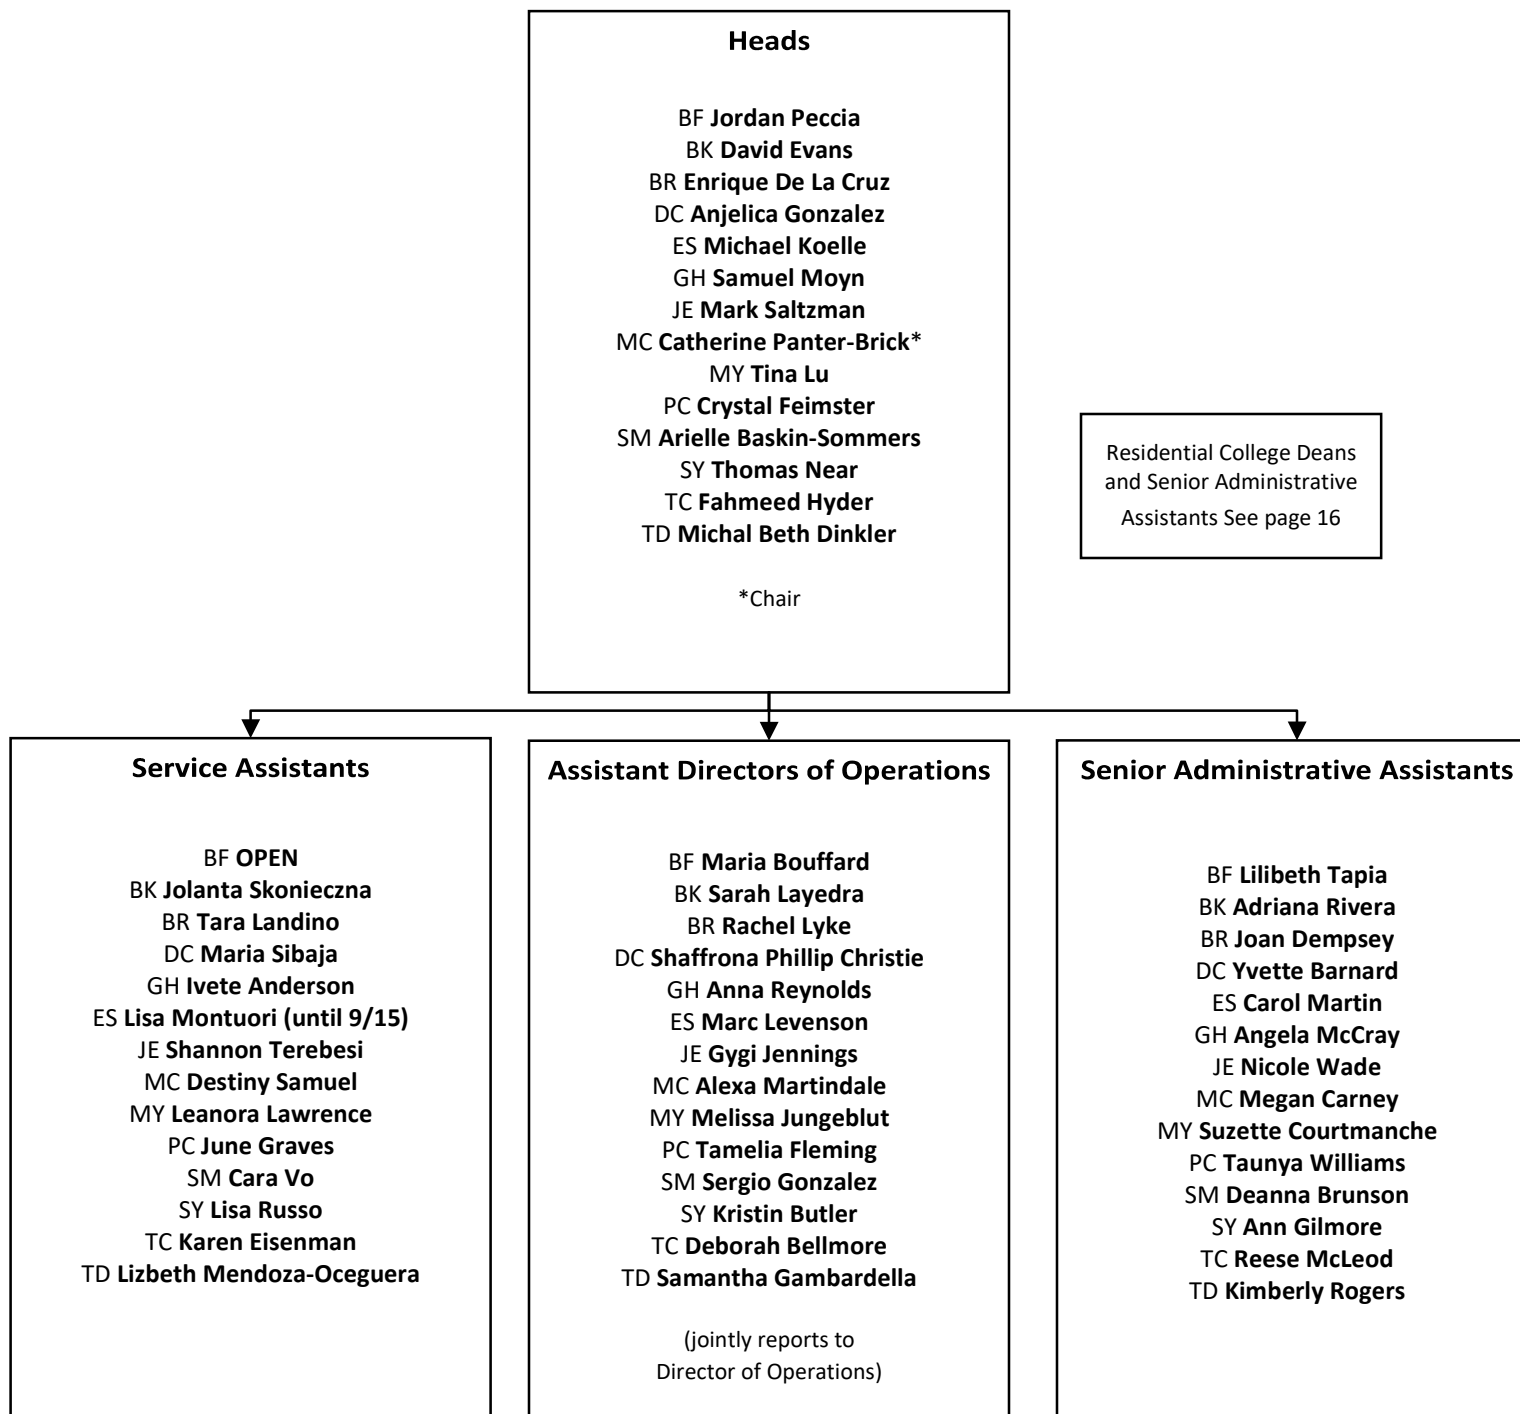 Heads
BF Jordan Peccia
BK David Evans
BR Enrique De La Cruz
DC Anjelica Gonzalez
ES Michael Koelle
GH Samuel Moyn
JE Mark Saltzman
MC Catherine Panter-Brick*
MY Tina Lu
PC Crystal Feimster
SM Arielle Baskin-Sommers
SY Thomas Near
TC Fahmeed Hyder
TD Michal Beth Dinkler
*Chair
Residential College Deans
and Senior Administrative
Assistants See page 16
Service Assistants
BF OPEN
BK Jolanta Skonieczna
BR Tara Landino
DC Maria Sibaja
GH Ivete Anderson
ES Lisa Montuori (until 9/15)
JE Shannon Terebesi
MC Destiny Samuel
MY Leanora Lawrence
PC June Graves
SM Cara Vo
SY Lisa Russo
TC Karen Eisenman
TD Lizbeth Mendoza-Oceguera
Assistant Directors of Operations
BF Maria Bouffard
BK Sarah Layedra
BR Rachel Lyke
DC Shaffrona Phillip Christie
GH Anna Reynolds
ES Marc Levenson
JE Gygi Jennings
MC Alexa Martindale
MY Melissa Jungeblut
PC Tamelia Fleming
SM Sergio Gonzalez
SY Kristin Butler
TC Deborah Bellmore
TD Samantha Gambardella
(jointly reports to
Director of Operations)
Senior Administrative Assistants
BF Lilibeth Tapia
BK Adriana Rivera
BR Joan Dempsey
DC Yvette Barnard
ES Carol Martin
GH Angela McCray
JE Nicole Wade
MC Megan Carney
MY Suzette Courtmanche
PC Taunya Williams
SM Deanna Brunson
SY Ann Gilmore
TC Reese McLeod
TD Kimberly Rogers